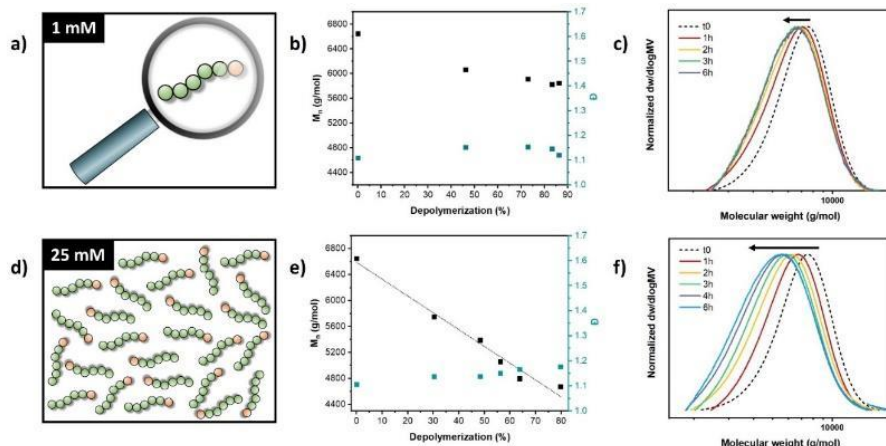 a)
1 mM
b)
Mn (g/mol)
6800
6400
6000
5600
5200
4800
4400
0 10 20 30 40 50 60 70 80 90
Depolymerization (%)
1.7
1.6
1.5
1.4
1.3
1.2
1.1
1.0
Đ
c)
Normalized dw/dlogMV
t0
1h
2h
3h
6h
10000
Molecular weight (g/mol)
d)
25 mM
e)
Mn (g/mol)
6800
6400
6000
5600
5200
4800
4400
0 10 20 30 40 50 60 70 80
Depolymerization (%)
1.7
1.6
1.5
1.4
1.3
1.2
1.1
1.0
Đ
f)
Normalized dw/dlogMV
t0
1h
2h
3h
4h
6h
10000
Molecular weight (g/mol)